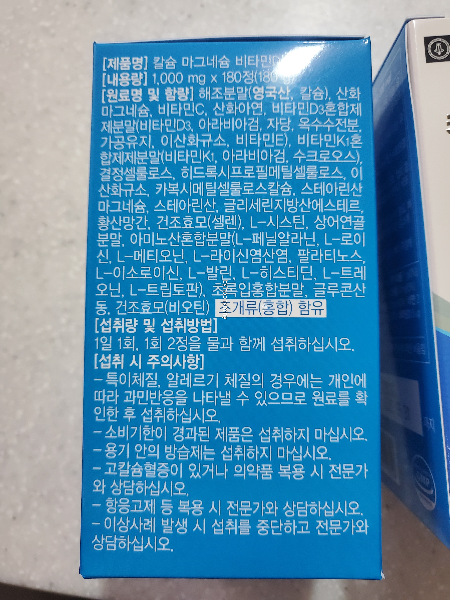 [제품명] 칼슘 마그네슘 비타민D
[내용량] 1,000 mg x 180정(180
[원료명 및 함량] 해조분말(영국산, 칼슘), 산화
마그네슘, 비타민C, 산화아연, 비타민D3혼합제
제분말(비타민D3, 아라비아검, 자당, 옥수수전분,
가공유지, 이산화규소, 비타민E), 비타민K1혼
합제제분말(비타민K1, 아라비아검, 수크로오스),
결정셀룰로스, 히드록시프로필메틸셀룰로스, 이
산화규소, 카복시메틸셀룰로스칼슘, 스테아린산
마그네슘, 스테아린산, 글리세린지방산에스테르,
황산망간, 건조효모(셀렌), L-시스틴, 상어연골
분말, 아미노산혼합분말(L-페닐알라닌, L-로이
신, L-메티오닌, L-라이신염산염, 팔라티노스,
L-이소로이신, L-발린, L-히스티딘, L-트레
오닌, L-트립토판), 초록입홍합분말, 글루콘산
동, 건조효모(비오틴) 조개류(홍합) 함유
[섭취량 및 섭취방법]
1일 1회, 1회 2정을 물과 함께 섭취하십시오.
[섭취 시 주의사항]
-특이체질, 알레르기 체질의 경우에는 개인에
따라 과민반응을 나타낼 수 있으므로 원료를 확
인한 후 섭취하십시오.
-소비기한이 경과된 제품은 섭취하지 마십시오.
-용기 안의 방습제는 섭취하지 마십시오.
-고칼슘혈증이 있거나 의약품 복용 시 전문가
와 상담하십시오.
-항응고제 등 복용 시 전문가와 상담하십시오.
-이상사례 발생 시 섭취를 중단하고 전문가와
상담하십시오.